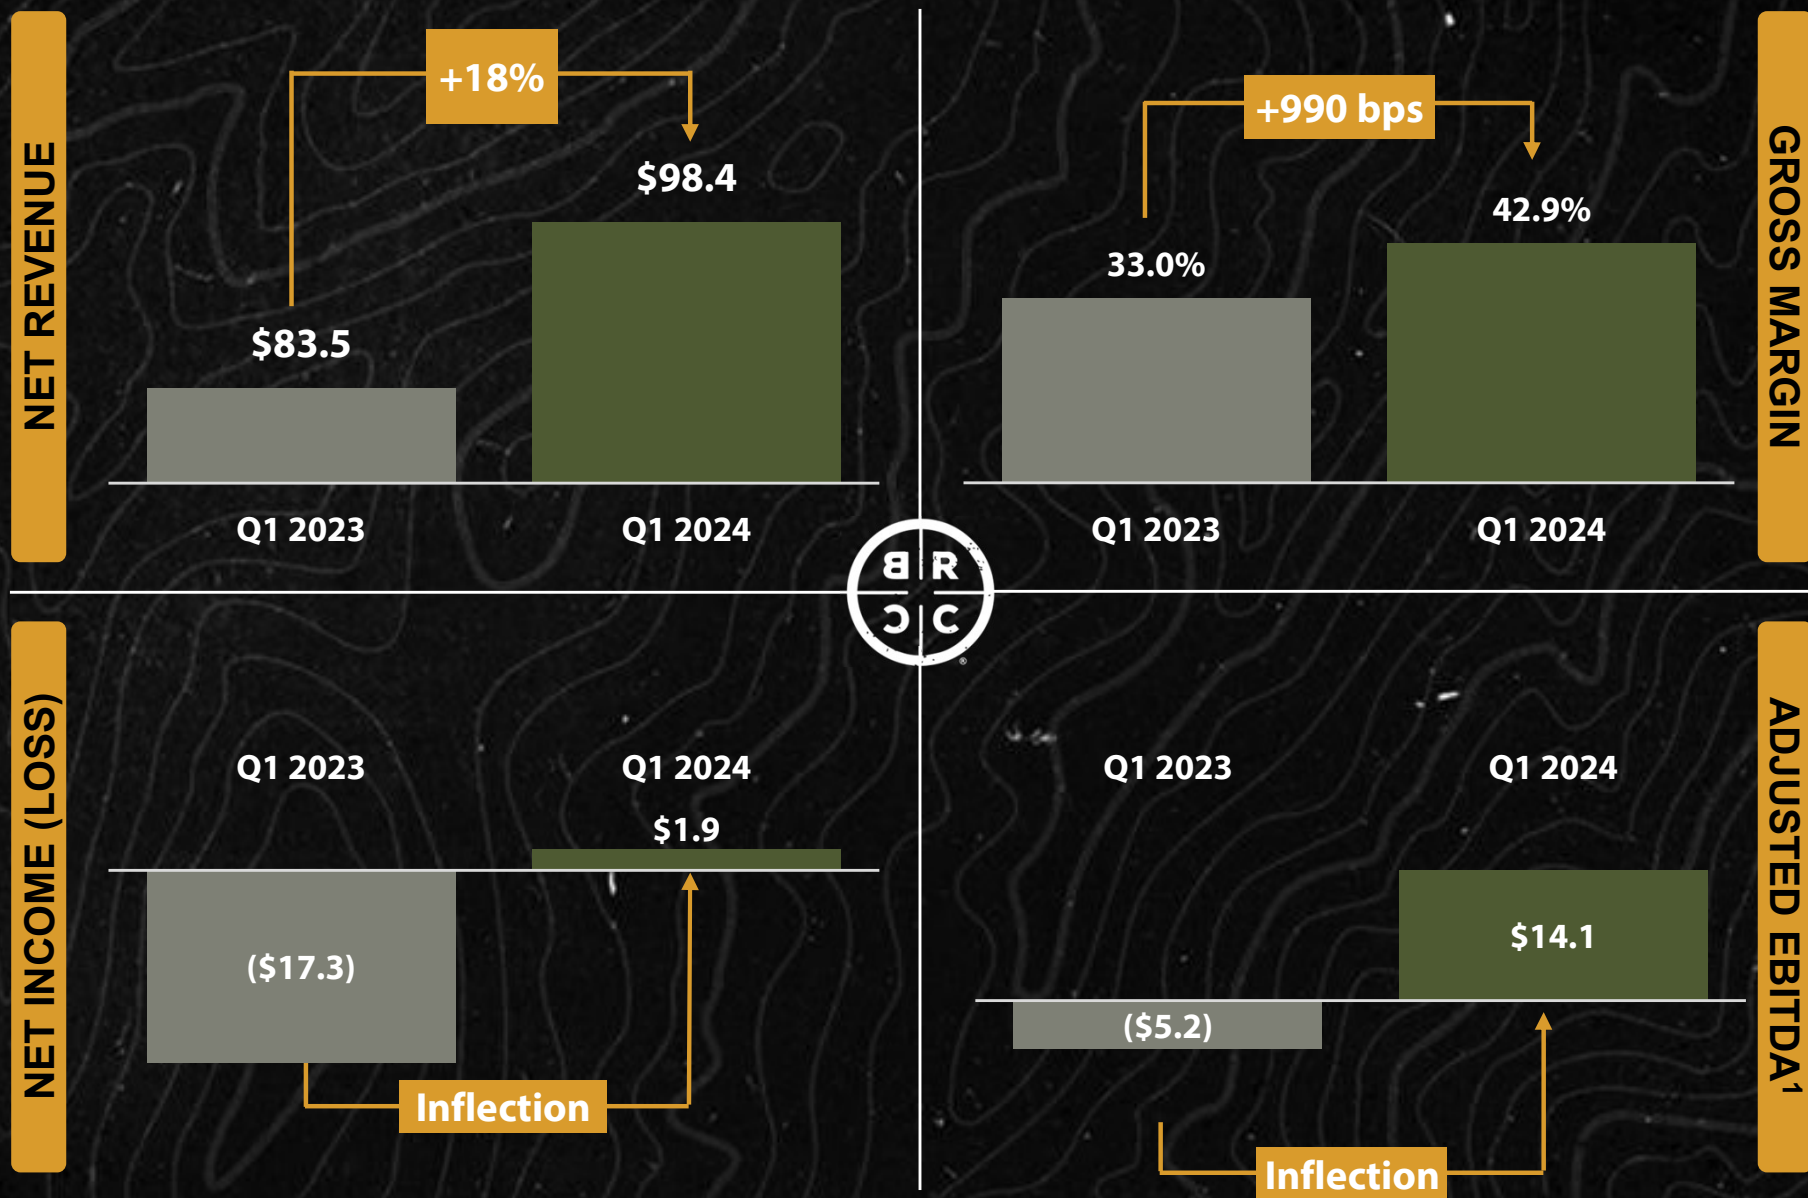 NET REVENUE
+18%
$83.5
$98.4
Q1 2023
Q1 2024
GROSS MARGIN
+990 bps
33.0%
42.9%
Q1 2023
Q1 2024
B R
C C
®
NET INCOME (LOSS)
Q1 2023
Q1 2024
$1.9
($17.3)
Inflection
ADJUSTED EBITDA¹
Q1 2023
Q1 2024
$14.1
($5.2)
Inflection